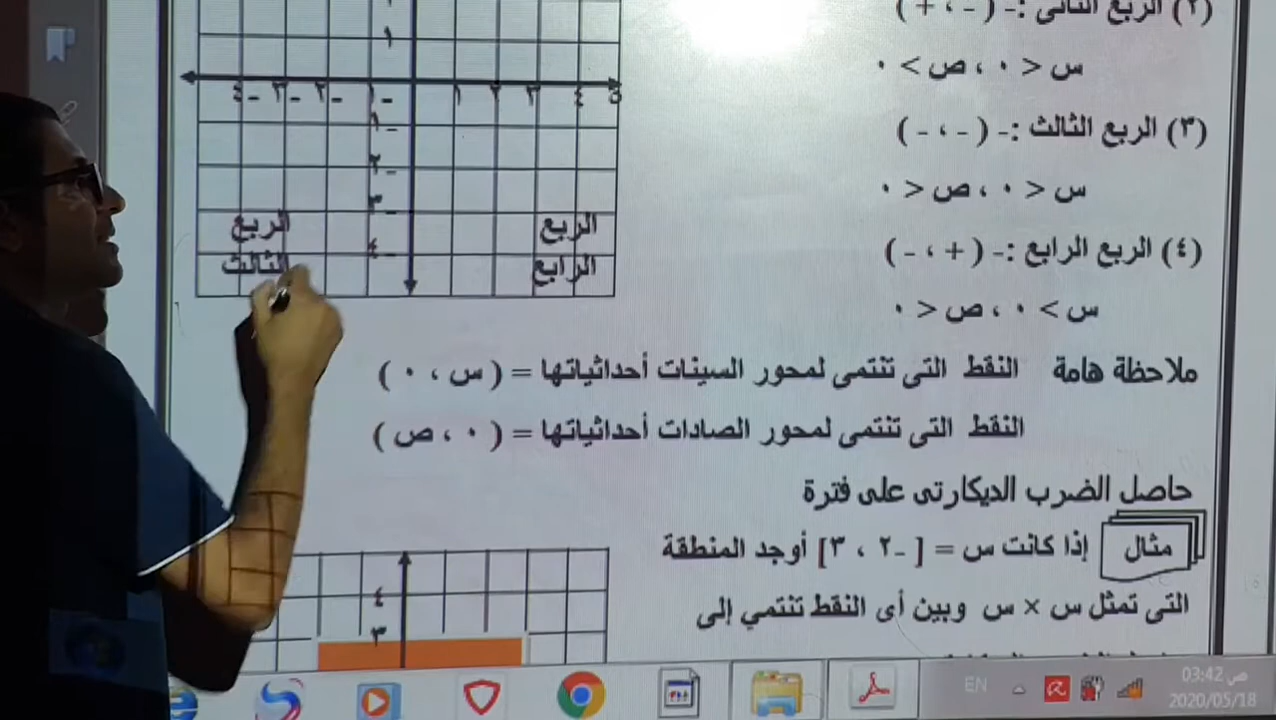 (٢) الربع الثانى :- ( - ، + )
س < ٠ ، ص > ٠
(٣) الربع الثالث :- ( - ، - )
س < ٠ ، ص < ٠
(٤) الربع الرابع :- ( + ، - )
س > ٠ ، ص < ٠
ملاحظة هامة النقط التى تنتمى لمحور السينات أحداثياتها = ( س ، ٠ )
النقط التى تنتمى لمحور الصادات أحداثياتها = ( ٠ ، ص )
حاصل الضرب الديكارتى على فترة
مثال إذا كانت س = [ -٢ ، ٣] أوجد المنطقة
التى تمثل س × س وبين أى النقط تنتمي إلى
١
-٤ -٣ -٢ -١ ١ ٢ ٣ ٤ ٥
-١
-٢
-٣
-٤
الربع
الرابع
الربع
الثالث
٤
٣
EN
03:42 ص
2020/05/18